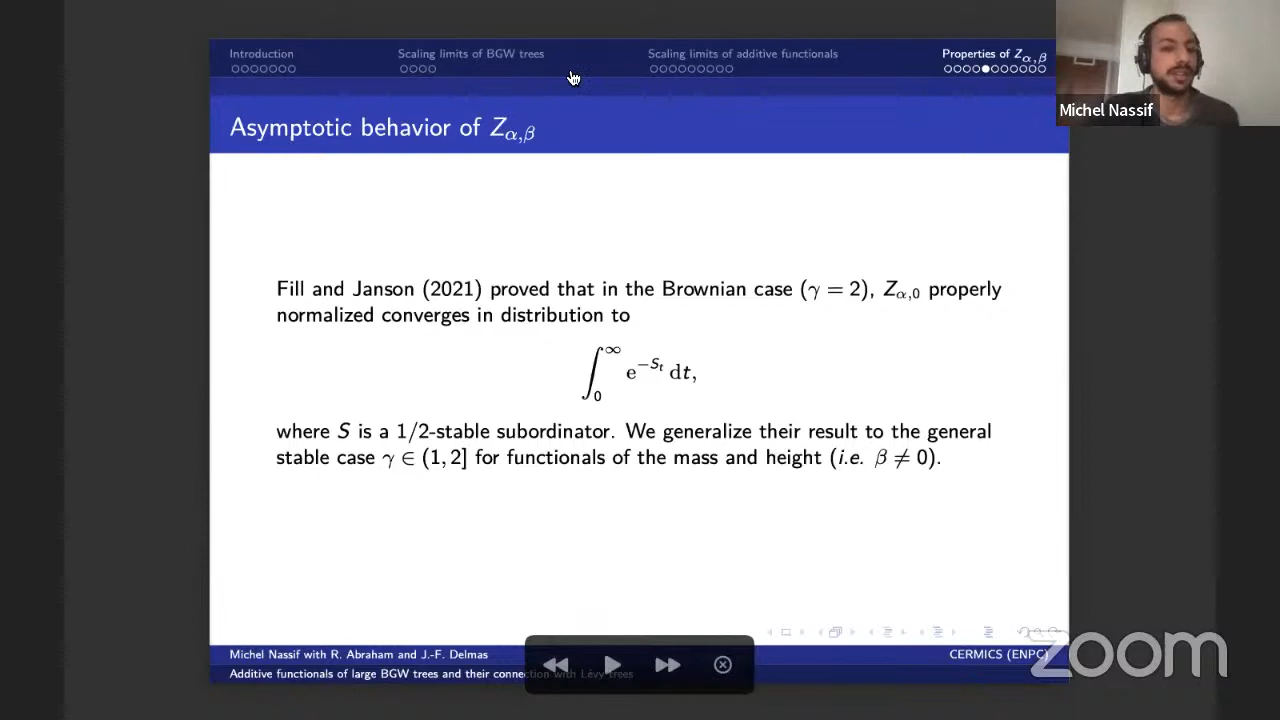 Introduction
Scaling limits of BGW trees
Scaling limits of additive functionals
Properties of Z_{α,β}
Michel Nassif
Asymptotic behavior of Z_{α,β}
Fill and Janson (2021) proved that in the Brownian case (γ = 2), Z_{α,0} properly
normalized converges in distribution to
∫_0^∞ e^{−S_t} dt,
where S is a 1/2-stable subordinator. We generalize their result to the general
stable case γ ∈ (1, 2] for functionals of the mass and height (i.e. β ≠ 0).
Michel Nassif with R. Abraham and J.-F. Delmas
CERMICS (ENPC)
Additive functionals of large BGW trees and their connection with Lévy trees
zoom